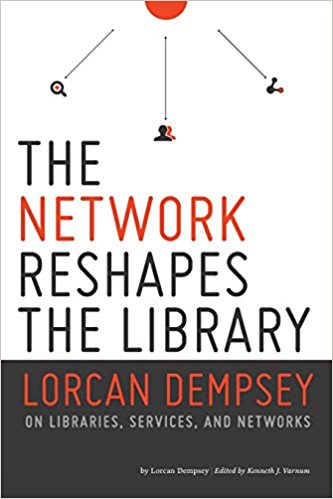 THE
NETWORK
RESHAPES
THE LIBRARY
LORCAN DEMPSEY
ON LIBRARIES, SERVICES, AND NETWORKS
by Lorcan Dempsey | Edited by Kenneth J. Varnum